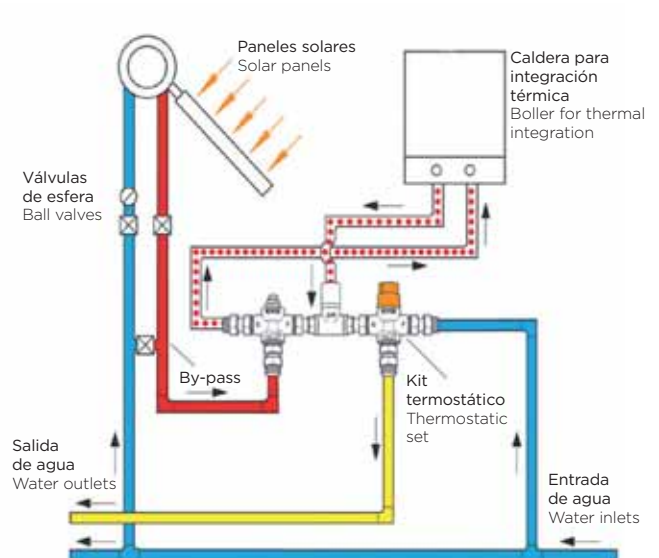 Paneles solares
Solar panels
Caldera para
integración
térmica
Boller for thermal
integration
Válvulas
de esfera
Ball valves
By-pass
Kit
termostático
Thermostatic
set
Salida
de agua
Water outlets
Entrada
de agua
Water inlets